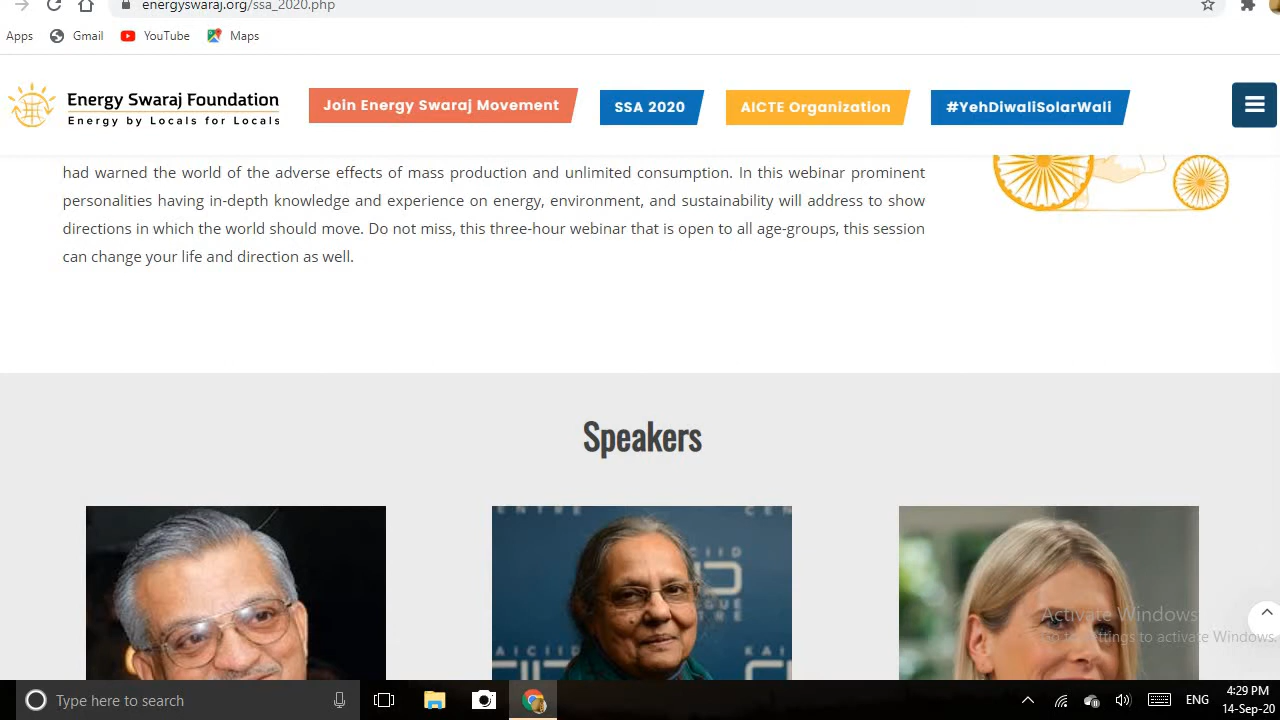 energyswaraj.org/ssa_2020.php
Apps Gmail YouTube Maps
Energy Swaraj Foundation
Energy by Locals for Locals
Join Energy Swaraj Movement
SSA 2020
AICTE Organization
#YehDiwaliSolarWali
had warned the world of the adverse effects of mass production and unlimited consumption. In this webinar prominent
personalities having in-depth knowledge and experience on energy, environment, and sustainability will address to show
directions in which the world should move. Do not miss, this three-hour webinar that is open to all age-groups, this session
can change your life and direction as well.
Speakers
CENTRE
KAICIID
KAICIID
Activate Windows
Go to Settings to activate Windows.
Type here to search
ENG
4:29 PM
14-Sep-20